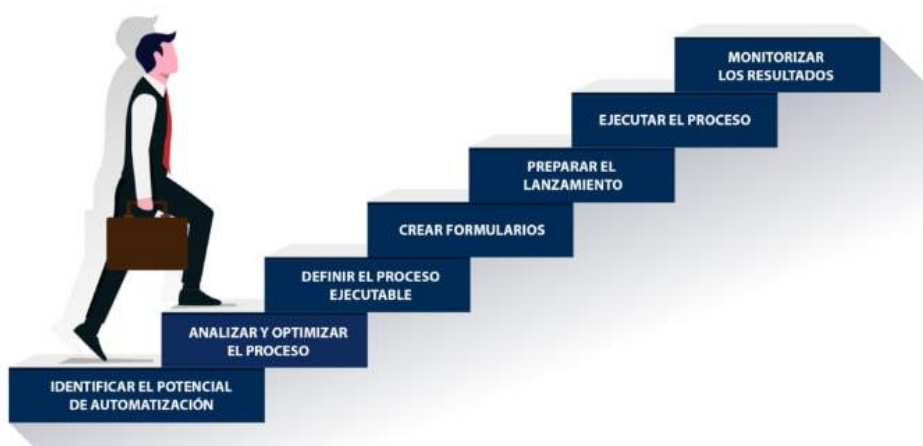 MONITORIZAR
LOS RESULTADOS
EJECUTAR EL PROCESO
PREPARAR EL
LANZAMIENTO
CREAR FORMULARIOS
DEFINIR EL PROCESO
EJECUTABLE
ANALIZAR Y OPTIMIZAR
EL PROCESO
IDENTIFICAR EL POTENCIAL
DE AUTOMATIZACIÓN